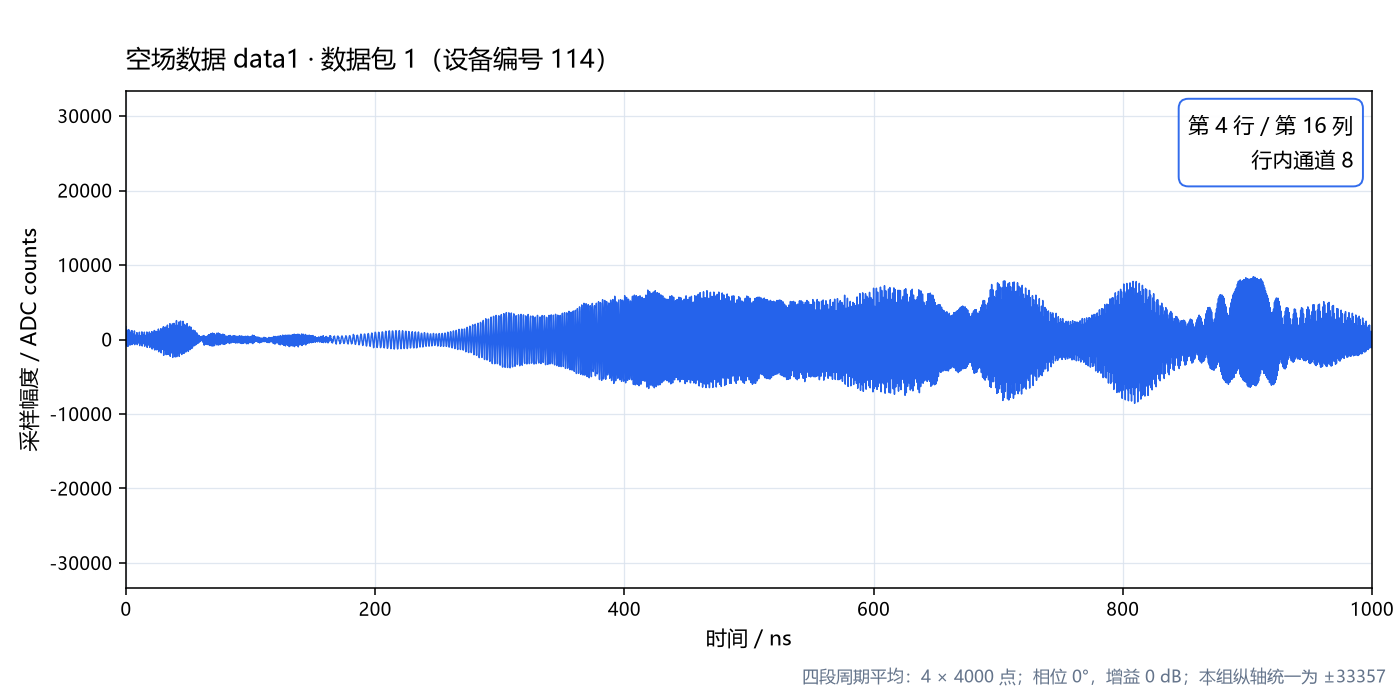 空场数据 data1 · 数据包 1（设备编号 114）
第 4 行 / 第 16 列
行内通道 8
采样幅度 / ADC counts
30000
20000
10000
0
-10000
-20000
-30000
0 200 400 600 800 1000
时间 / ns
四段周期平均：4 × 4000 点；相位 0°，增益 0 dB；本组纵轴统一为 ±33357